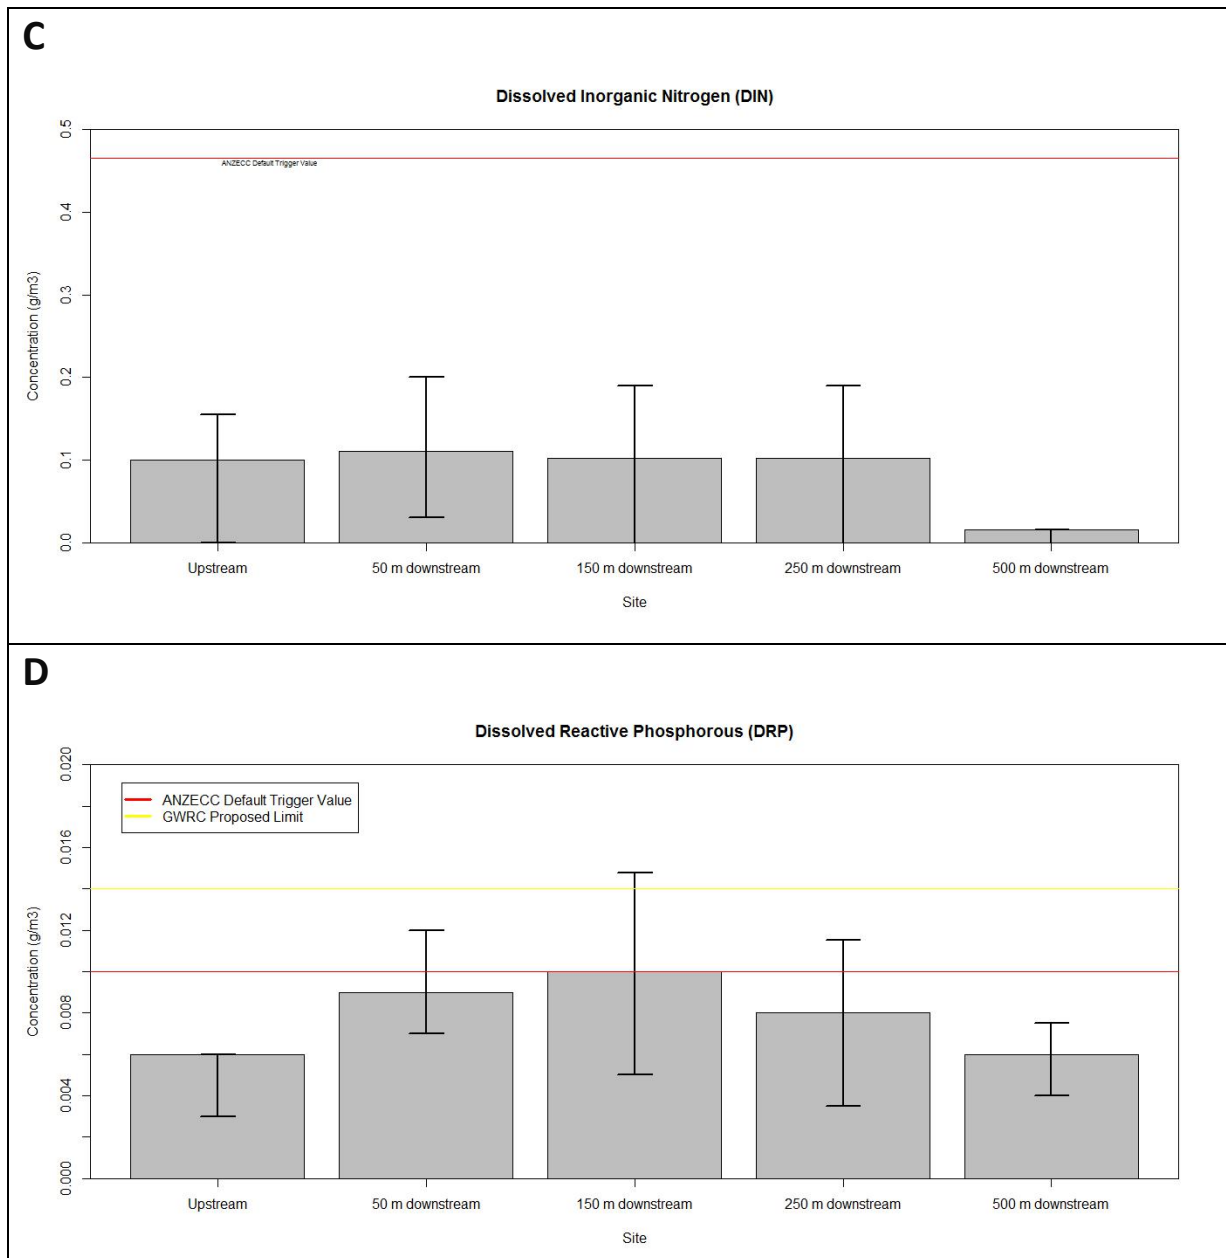 C
Dissolved Inorganic Nitrogen (DIN)
0.5
ANZECC Default Trigger Value
0.4
0.3
Concentration (g/m3)
0.2
0.1
0.0
Upstream 50 m downstream 150 m downstream 250 m downstream 500 m downstream
Site
D
Dissolved Reactive Phosphorous (DRP)
0.020
ANZECC Default Trigger Value
GWRC Proposed Limit
0.016
0.012
Concentration (g/m3)
0.008
0.004
0.000
Upstream 50 m downstream 150 m downstream 250 m downstream 500 m downstream
Site